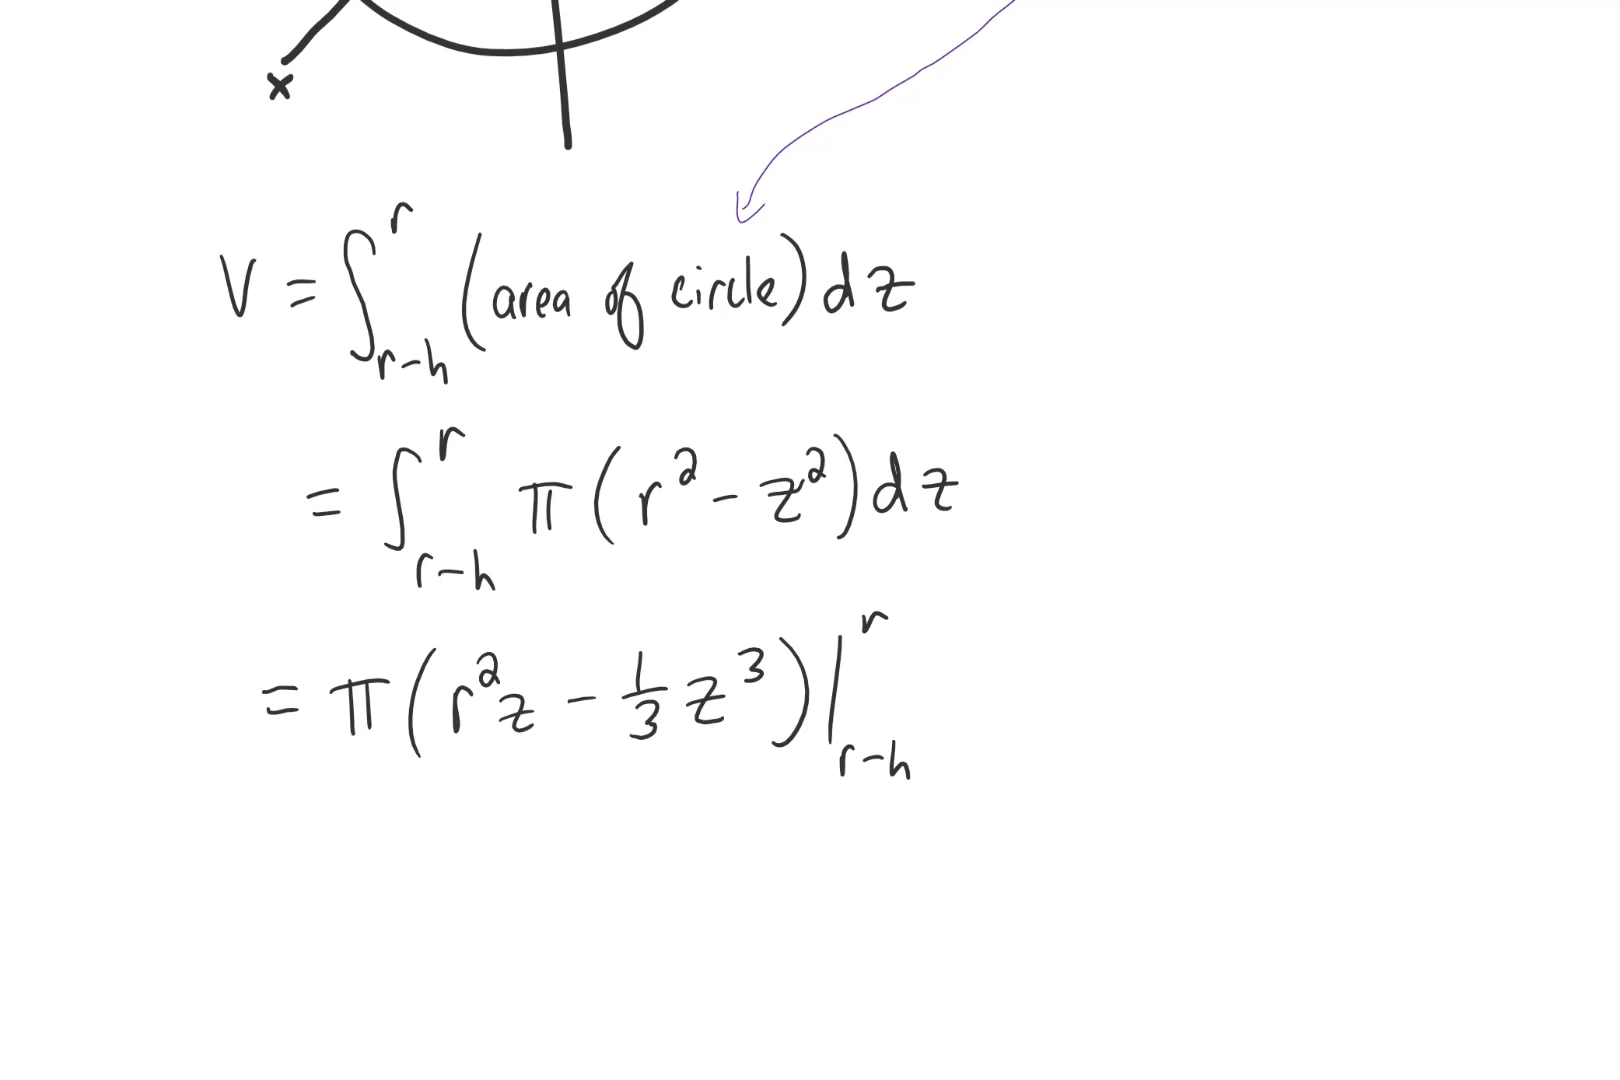 x
V = ∫_{r-h}^{r} (area of circle) dz
= ∫_{r-h}^{r} π (r² - z²) dz
= π (r²z - 1/3 z³) |_{r-h}^{r}